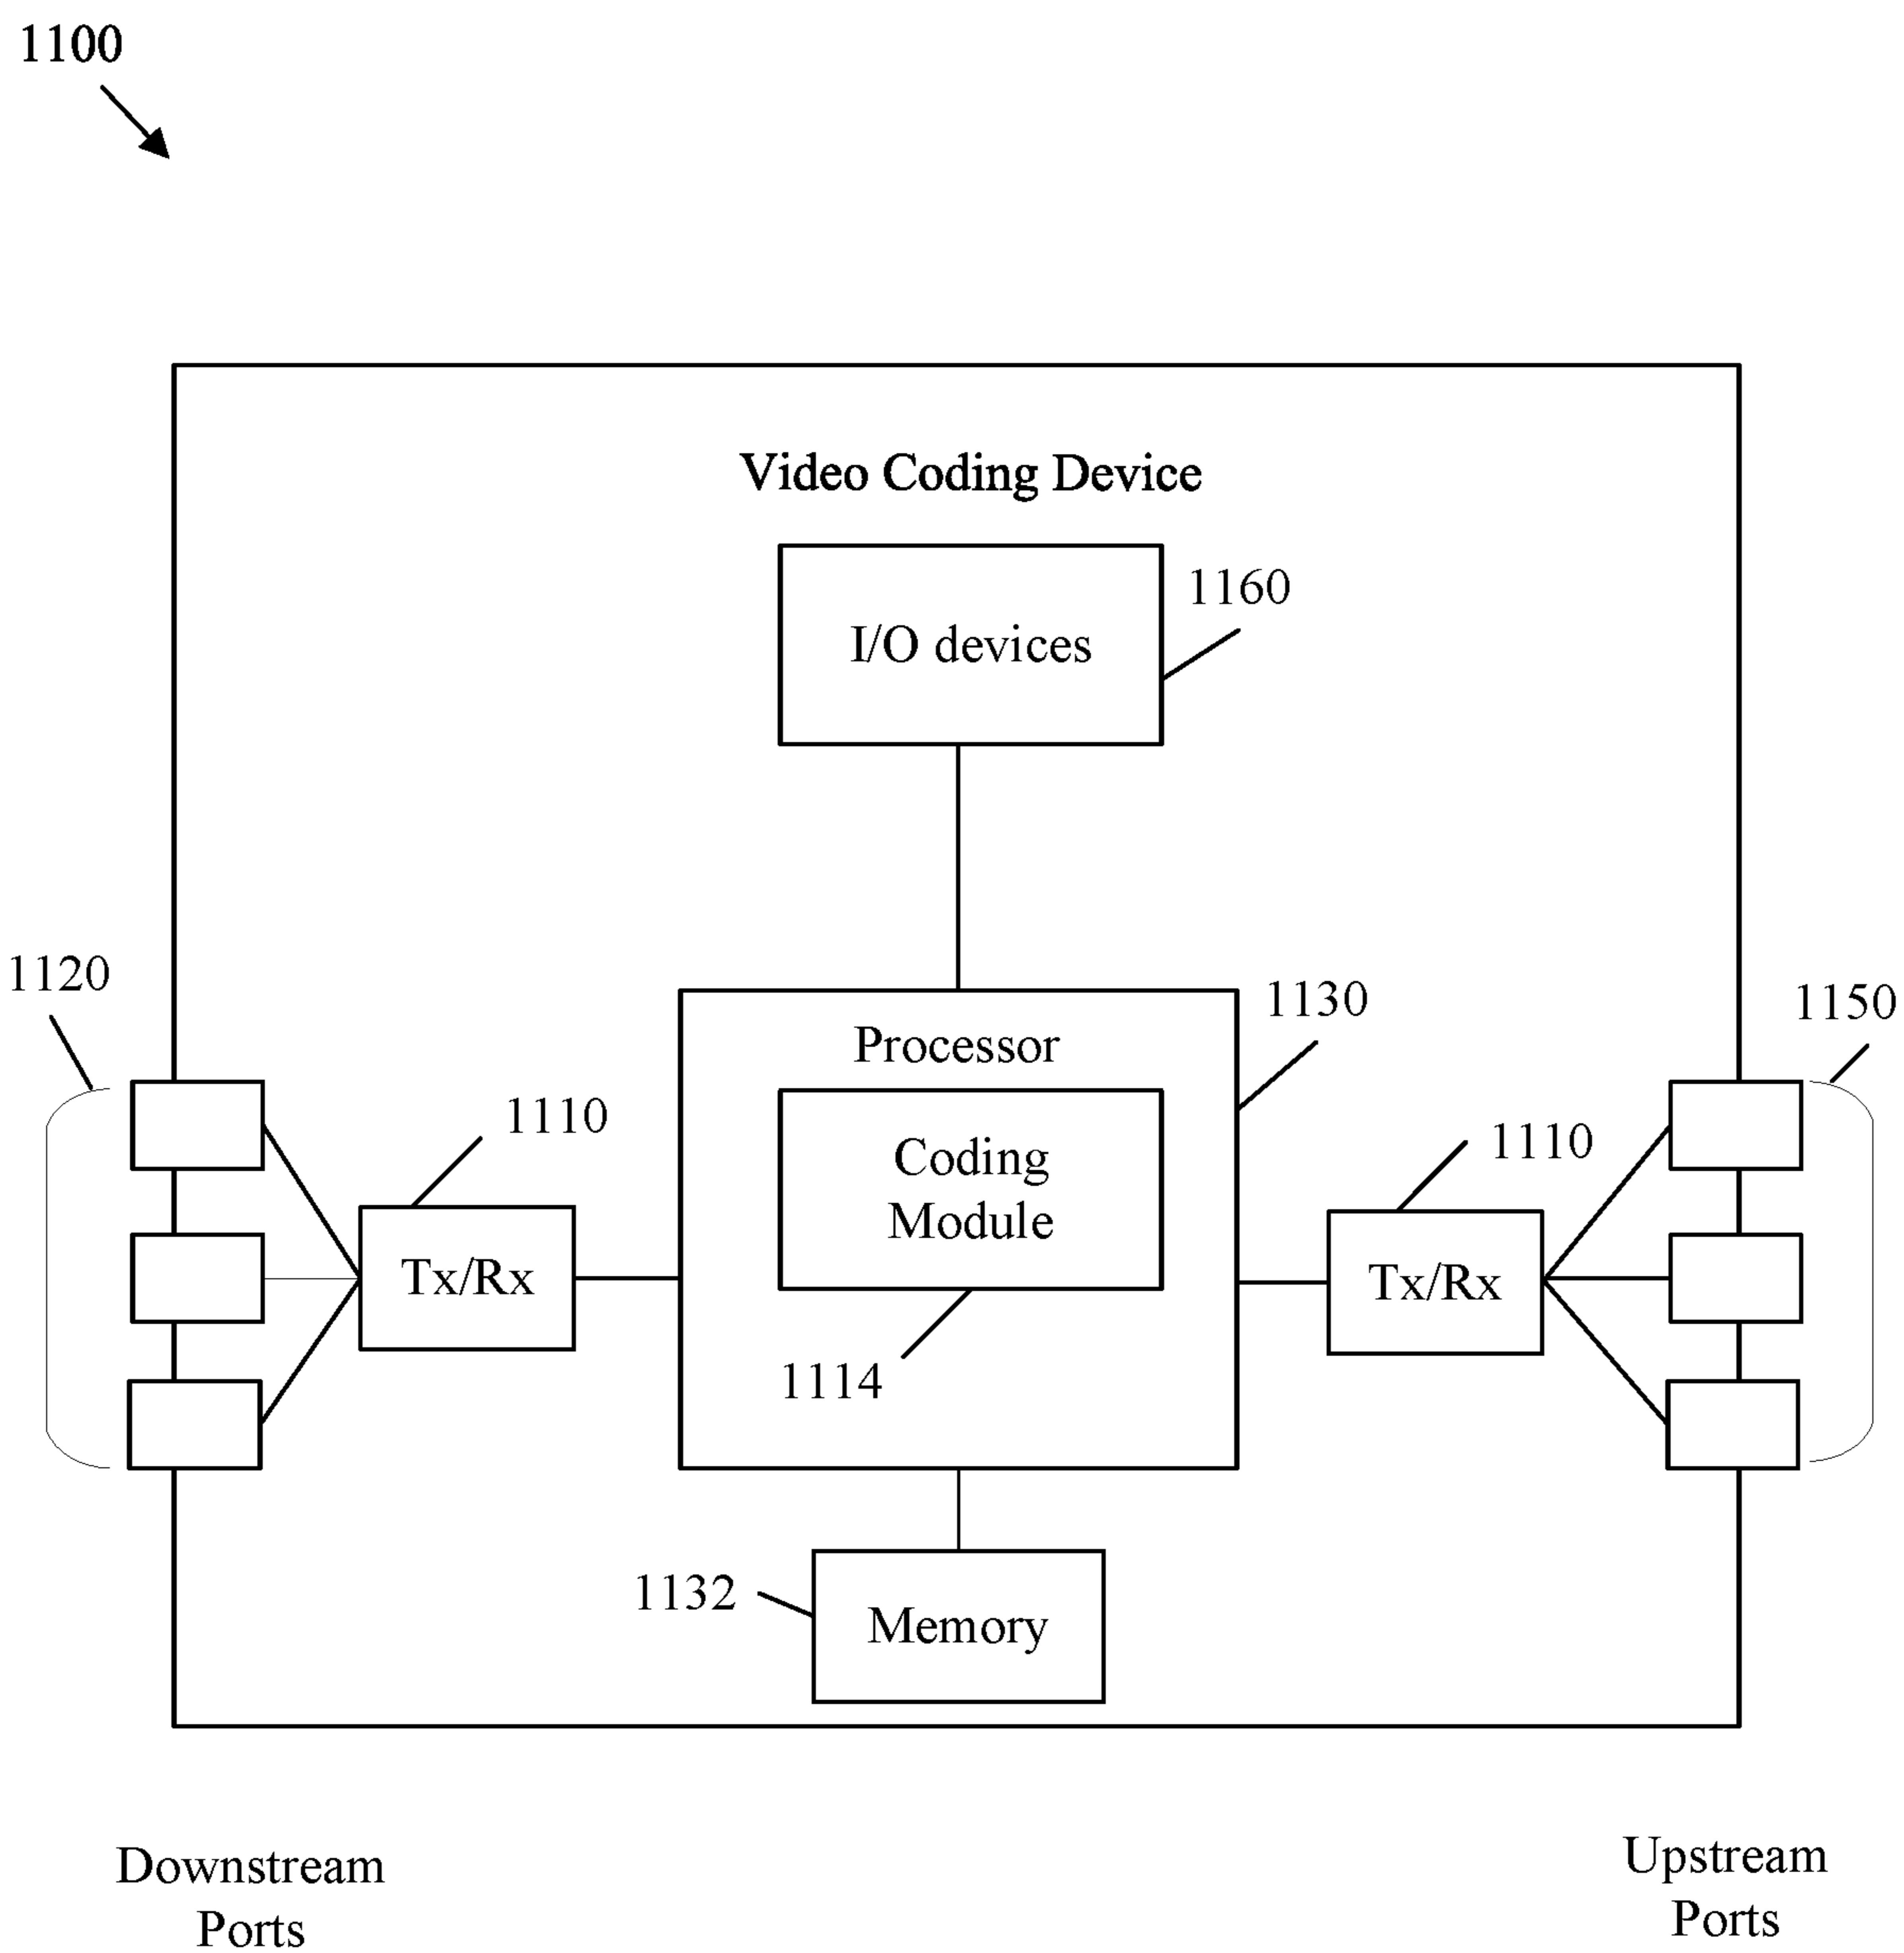 1100
Video Coding Device
1160
I/O devices
1120
1130
1150
Processor
1110
1110
Coding
Module
Tx/Rx
Tx/Rx
1114
1132
Memory
Downstream
Ports
Upstream
Ports